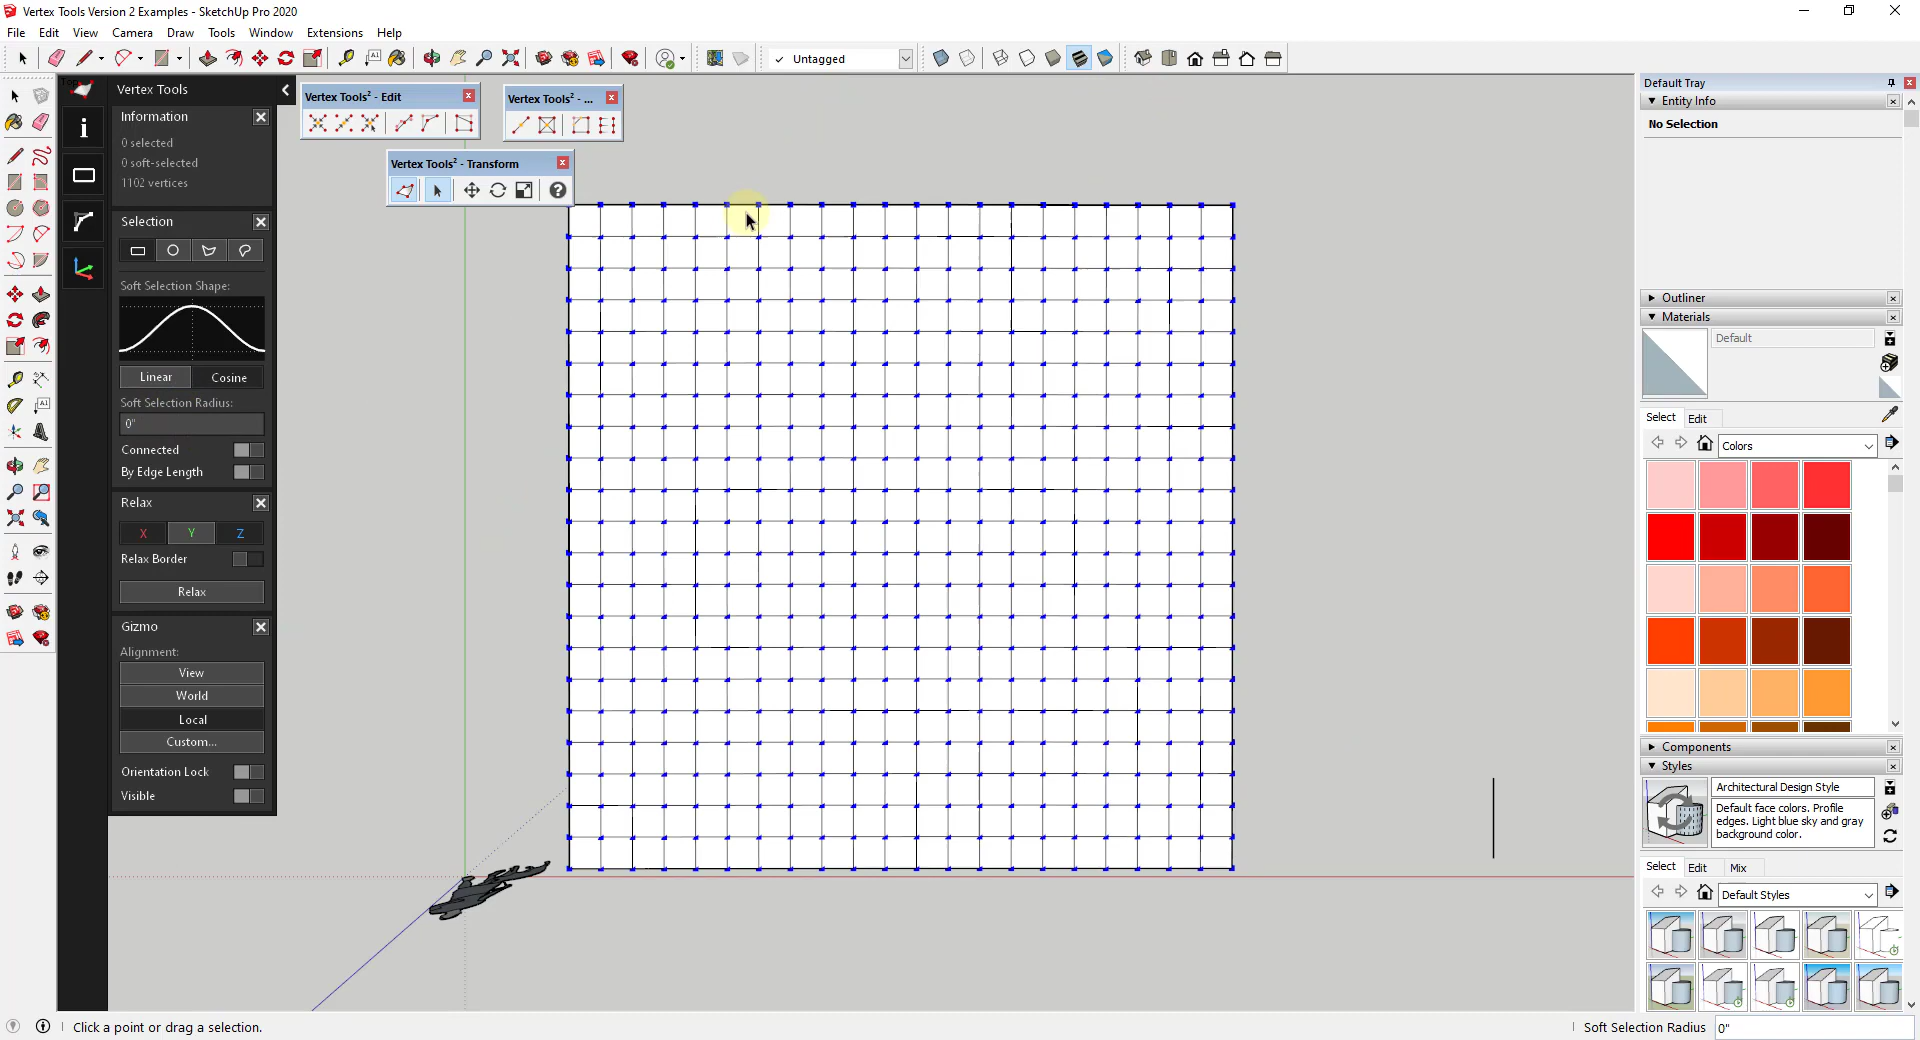 Vertex Tools Version 2 Examples - SketchUp Pro 2020
File Edit View Camera Draw Tools Window Extensions Help
Untagged
Vertex Tools
Information
0 selected
0 soft-selected
1102 vertices
Selection
Soft Selection Shape:
Linear Cosine
Soft Selection Radius:
0"
Connected
By Edge Length
Relax
X Y Z
Relax Border
Relax
Gizmo
Alignment:
View
World
Local
Custom...
Orientation Lock
Visible
Vertex Tools² - Edit
Vertex Tools² - ...
Vertex Tools² - Transform
Default Tray
Entity Info
No Selection
Outliner
Materials
Default
Select Edit
Colors
Components
Styles
Architectural Design Style
Default face colors. Profile
edges. Light blue sky and gray
background color.
Select Edit Mix
Default Styles
Click a point or drag a selection.
Soft Selection Radius 0"